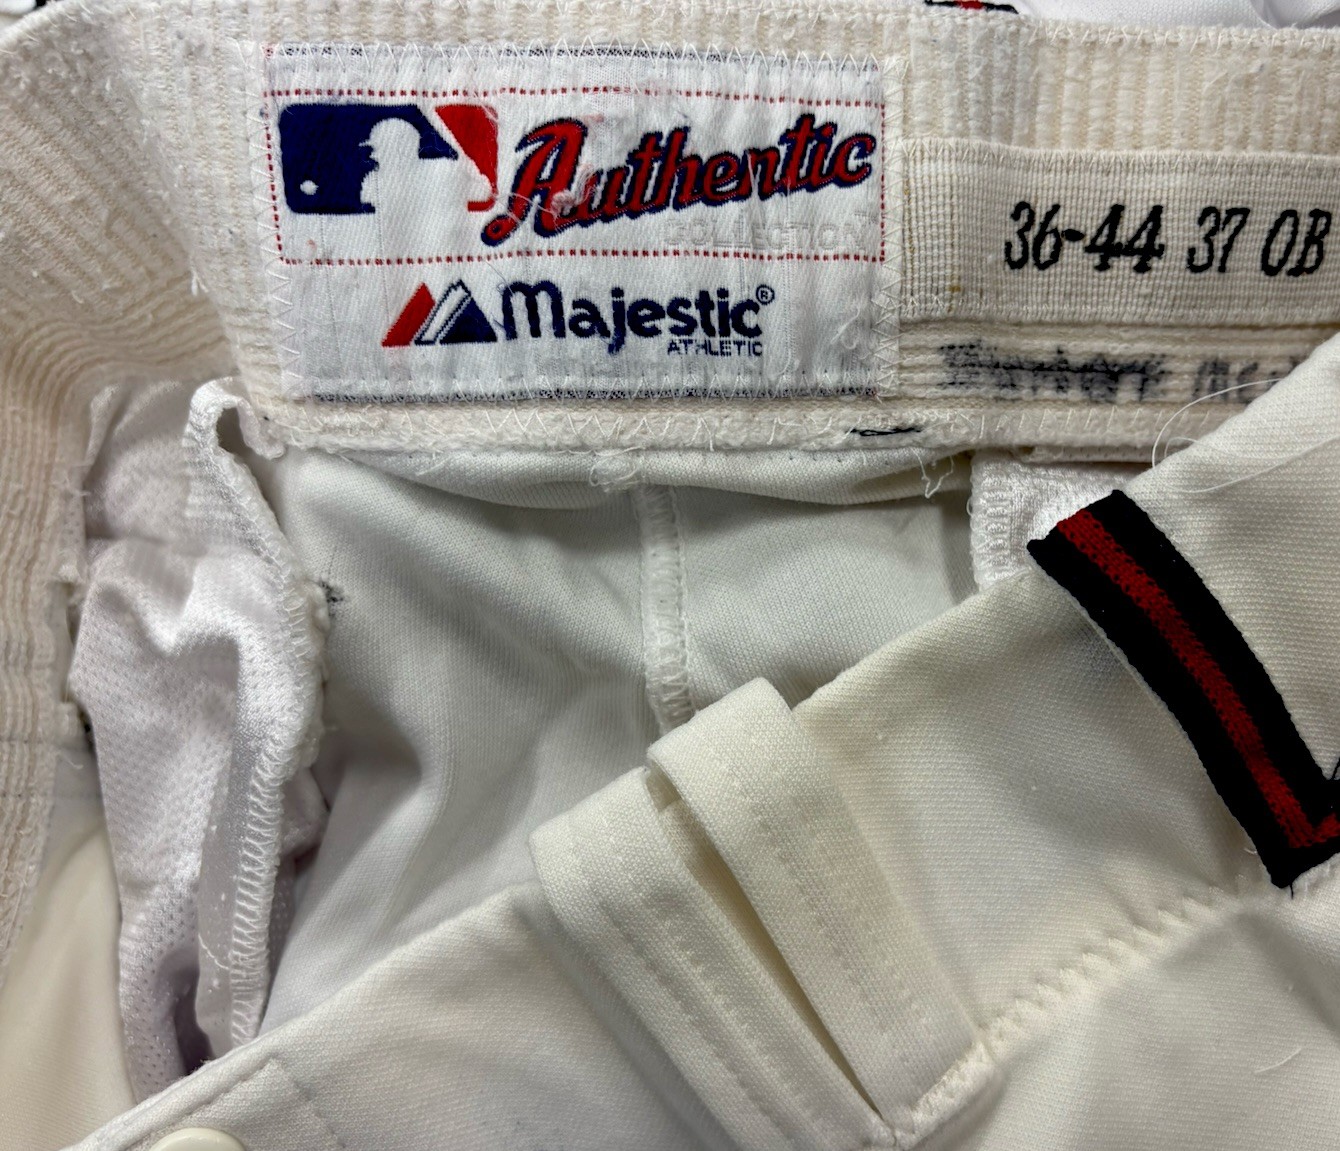 Authentic
COLLECTION
Majestic®
ATHLETIC
36-44 37 OB